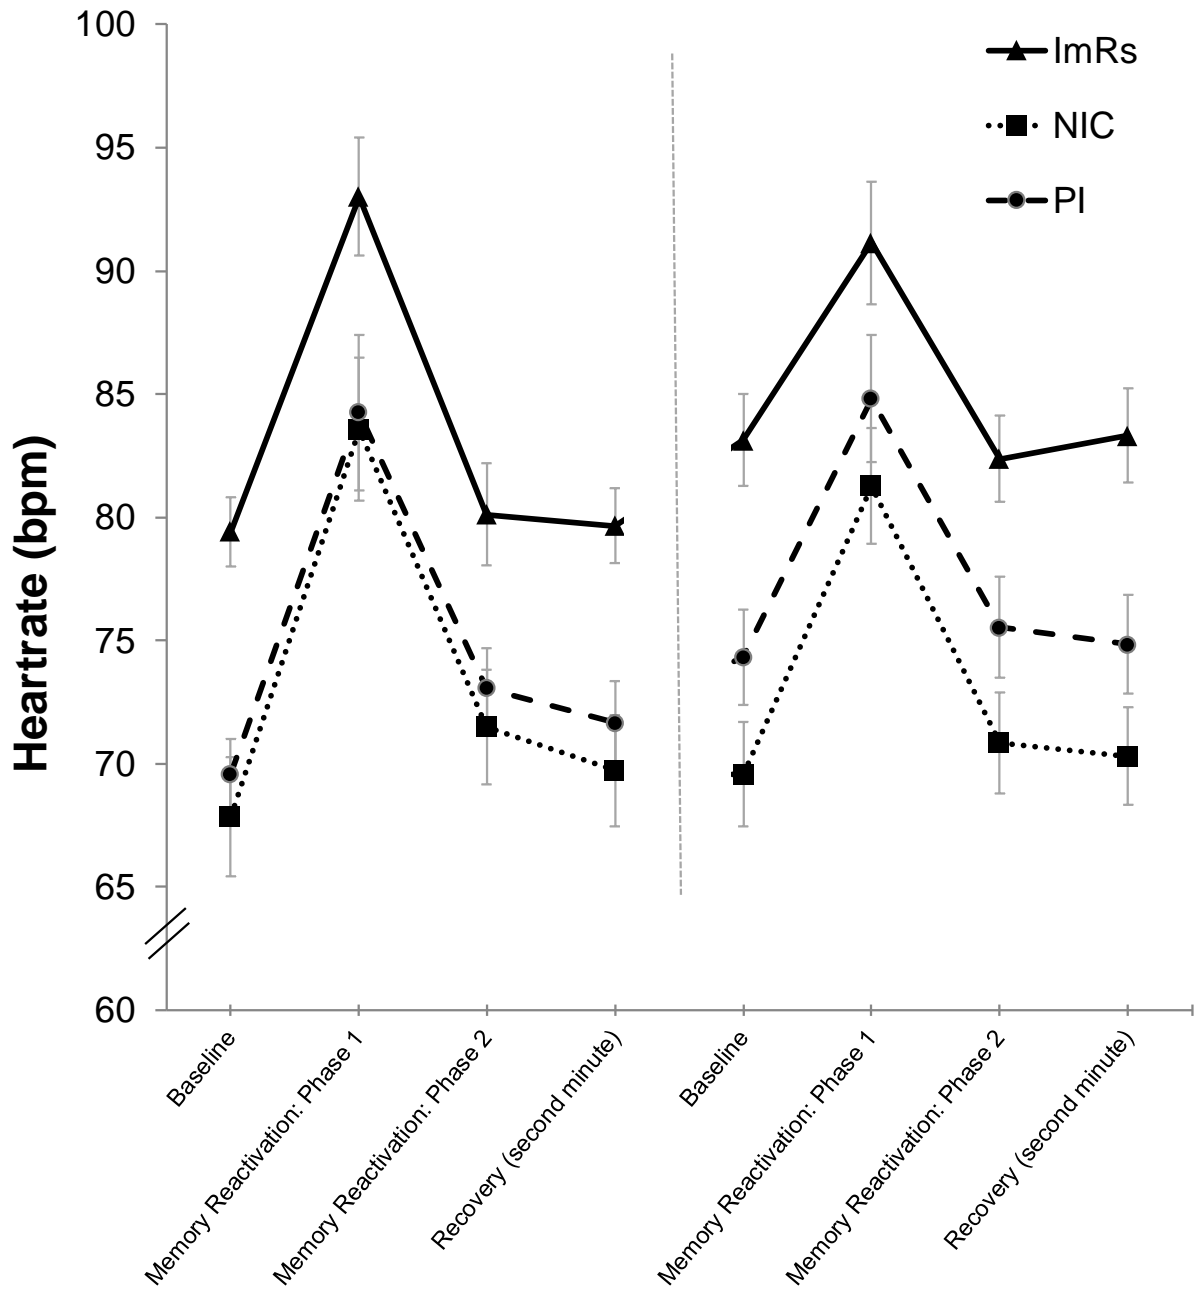 100
95
90
85
80
75
70
65
60
Heartrate (bpm)
ImRs
NIC
PI
Baseline
Memory Reactivation: Phase 1
Memory Reactivation: Phase 2
Recovery (second minute)
Baseline
Memory Reactivation: Phase 1
Memory Reactivation: Phase 2
Recovery (second minute)